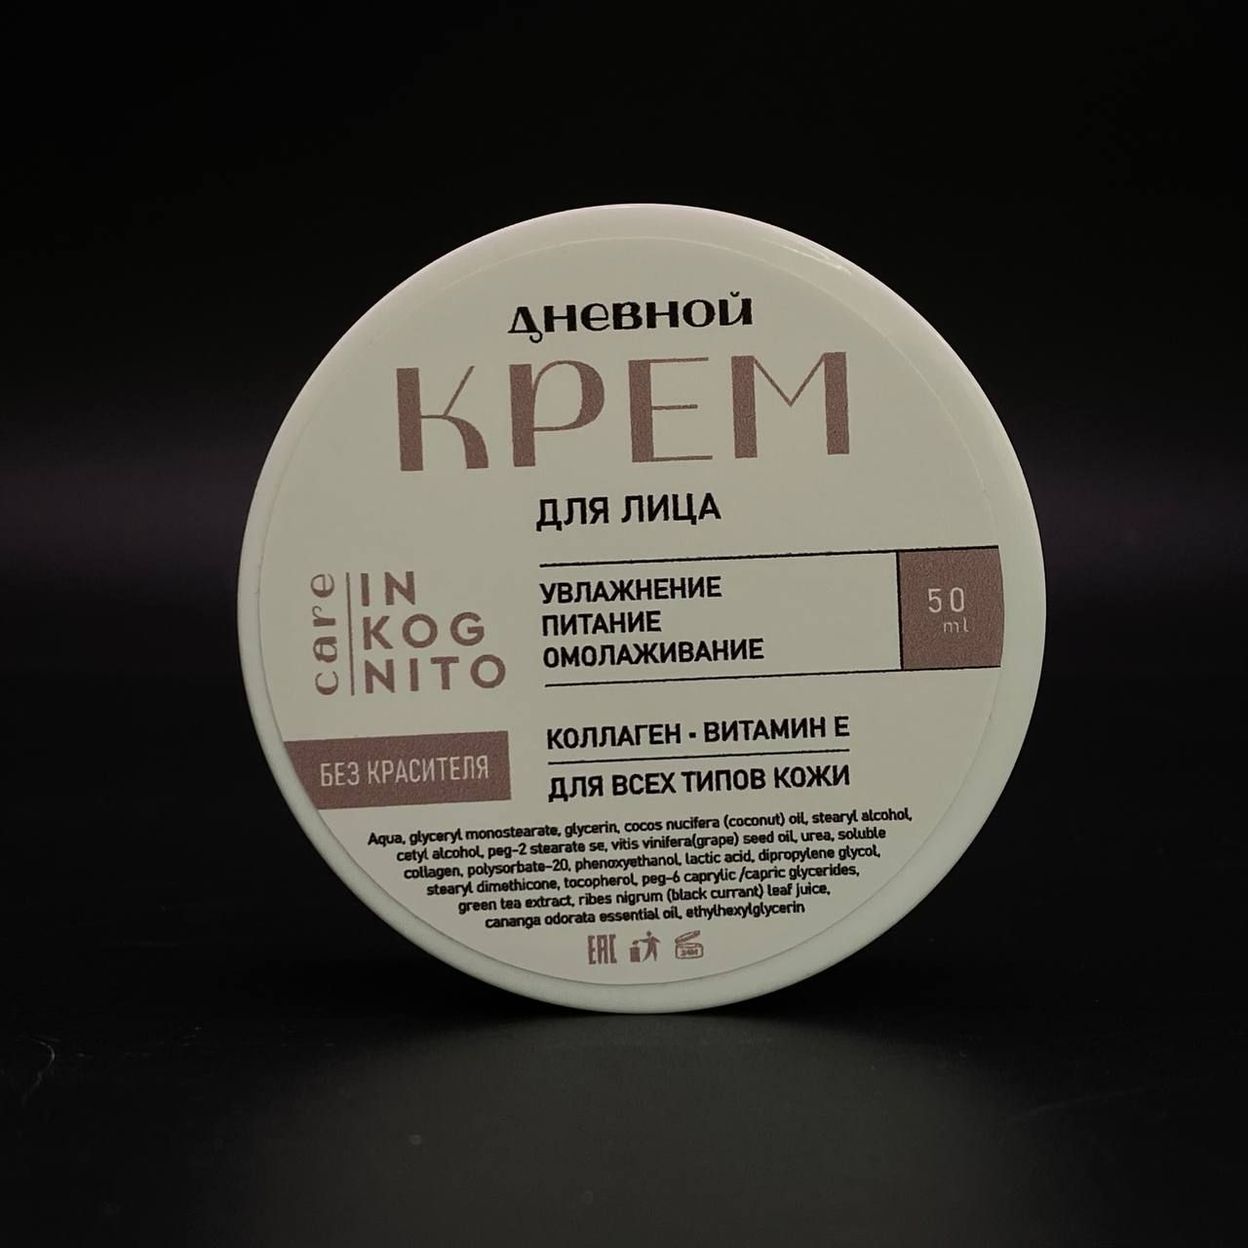 дневной
КРЕМ
ДЛЯ ЛИЦА
care
IN
KOG
NITO
УВЛАЖНЕНИЕ
ПИТАНИЕ
ОМОЛАЖИВАНИЕ
50
ml
КОЛЛАГЕН · ВИТАМИН Е
БЕЗ КРАСИТЕЛЯ
ДЛЯ ВСЕХ ТИПОВ КОЖИ
Aqua, glyceryl monostearate, glycerin, cocos nucifera (coconut) oil, stearyl alcohol,
cetyl alcohol, peg-2 stearate se, vitis vinifera(grape) seed oil, urea, soluble
collagen, polysorbate-20, phenoxyethanol, lactic acid, dipropylene glycol,
stearyl dimethicone, tocopherol, peg-6 caprylic /capric glycerides,
green tea extract, ribes nigrum (black currant) leaf juice,
cananga odorata essential oil, ethylhexylglycerin
EAC
24M